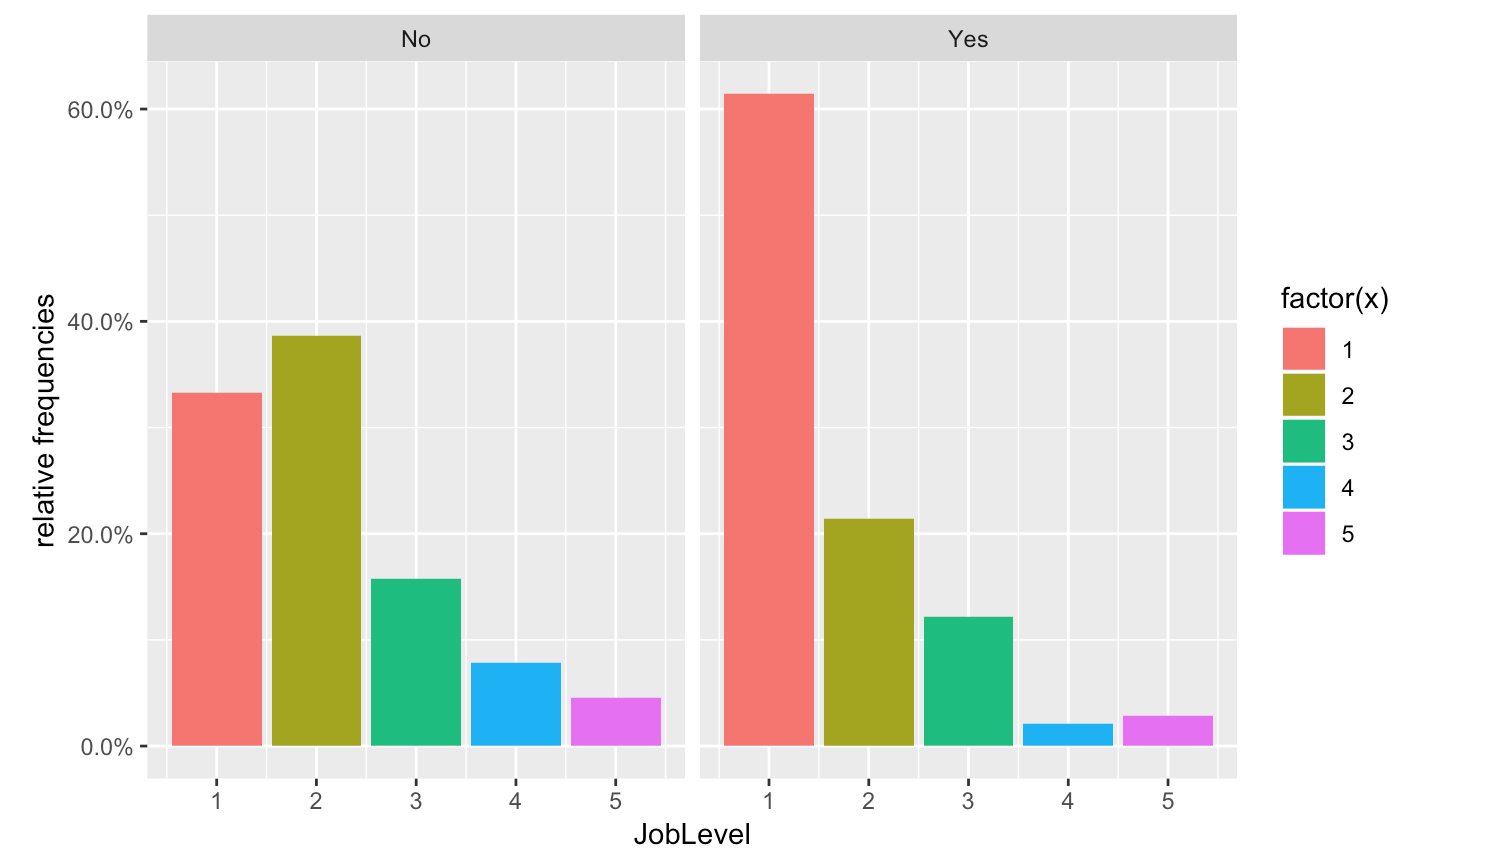 No
Yes
60.0%
40.0%
20.0%
0.0%
relative frequencies
1 2 3 4 5
1 2 3 4 5
JobLevel
factor(x)
1
2
3
4
5